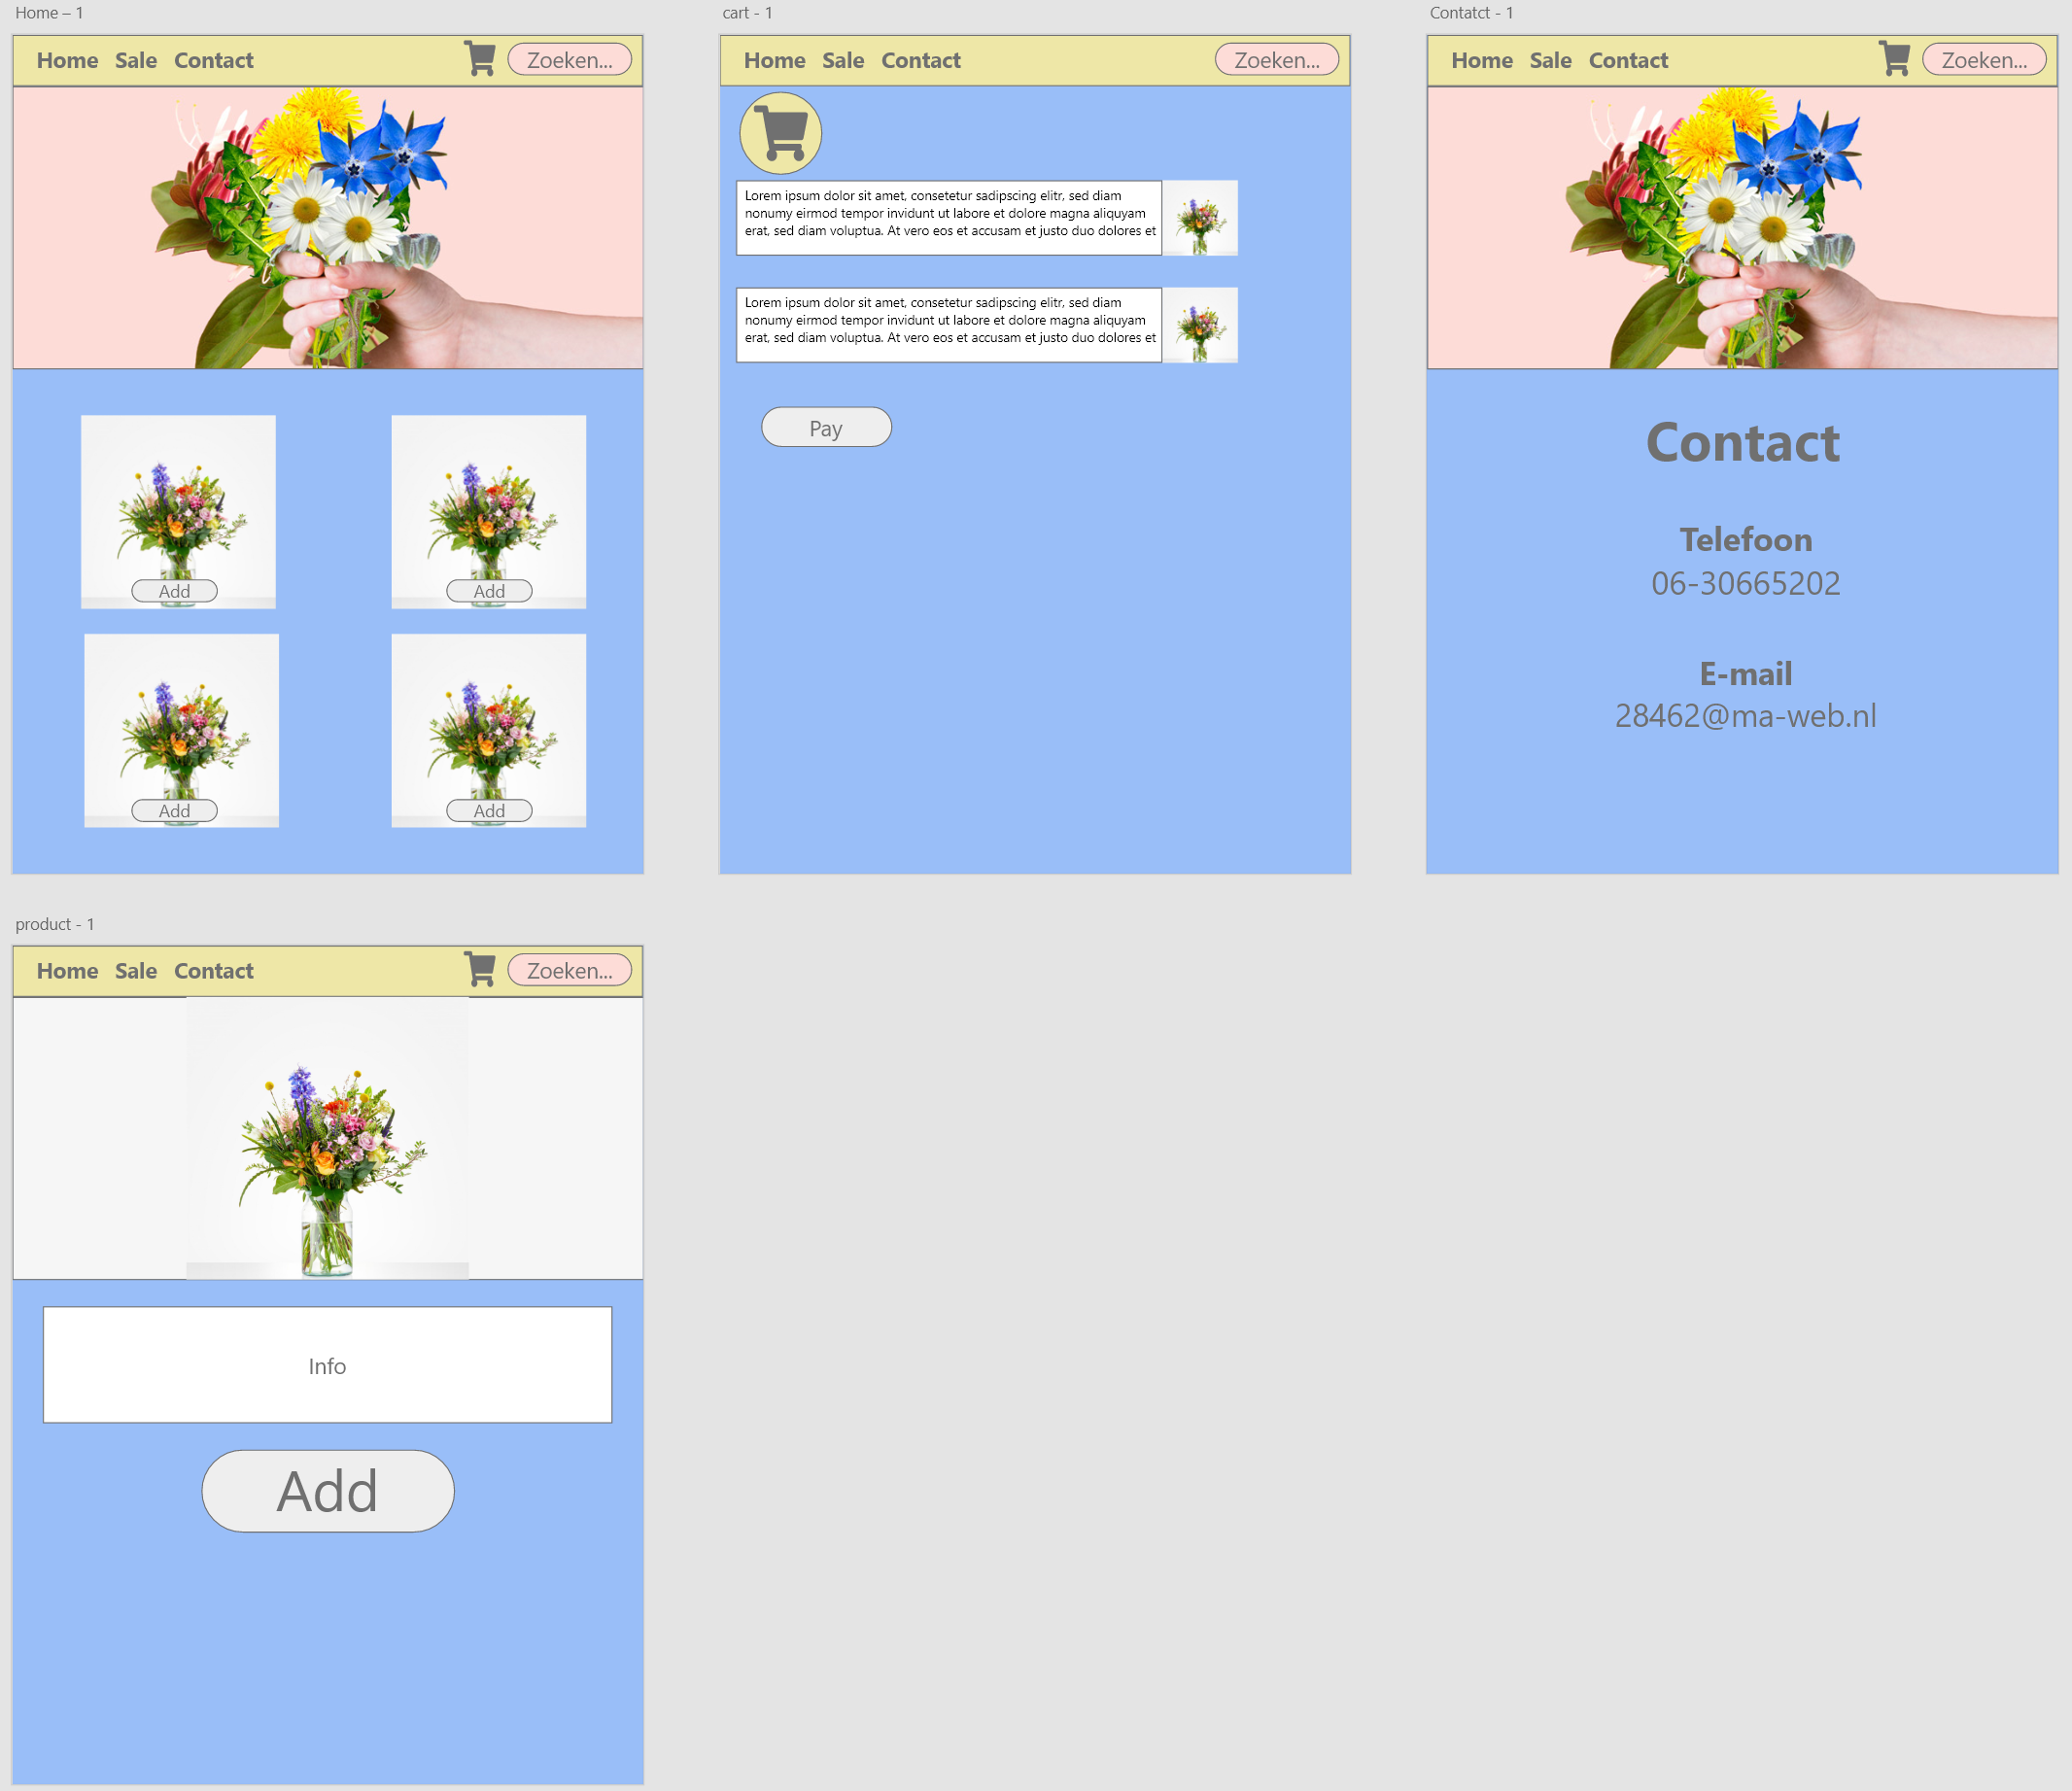 Home – 1
Home Sale Contact Zoeken...
Add Add
Add Add
cart - 1
Home Sale Contact Zoeken...
Lorem ipsum dolor sit amet, consetetur sadipscing elitr, sed diam
nonumy eirmod tempor invidunt ut labore et dolore magna aliquyam
erat, sed diam voluptua. At vero eos et accusam et justo duo dolores et
Lorem ipsum dolor sit amet, consetetur sadipscing elitr, sed diam
nonumy eirmod tempor invidunt ut labore et dolore magna aliquyam
erat, sed diam voluptua. At vero eos et accusam et justo duo dolores et
Pay
Contatct - 1
Home Sale Contact Zoeken...
Contact
Telefoon
06-30665202
E-mail
28462@ma-web.nl
product - 1
Home Sale Contact Zoeken...
Info
Add